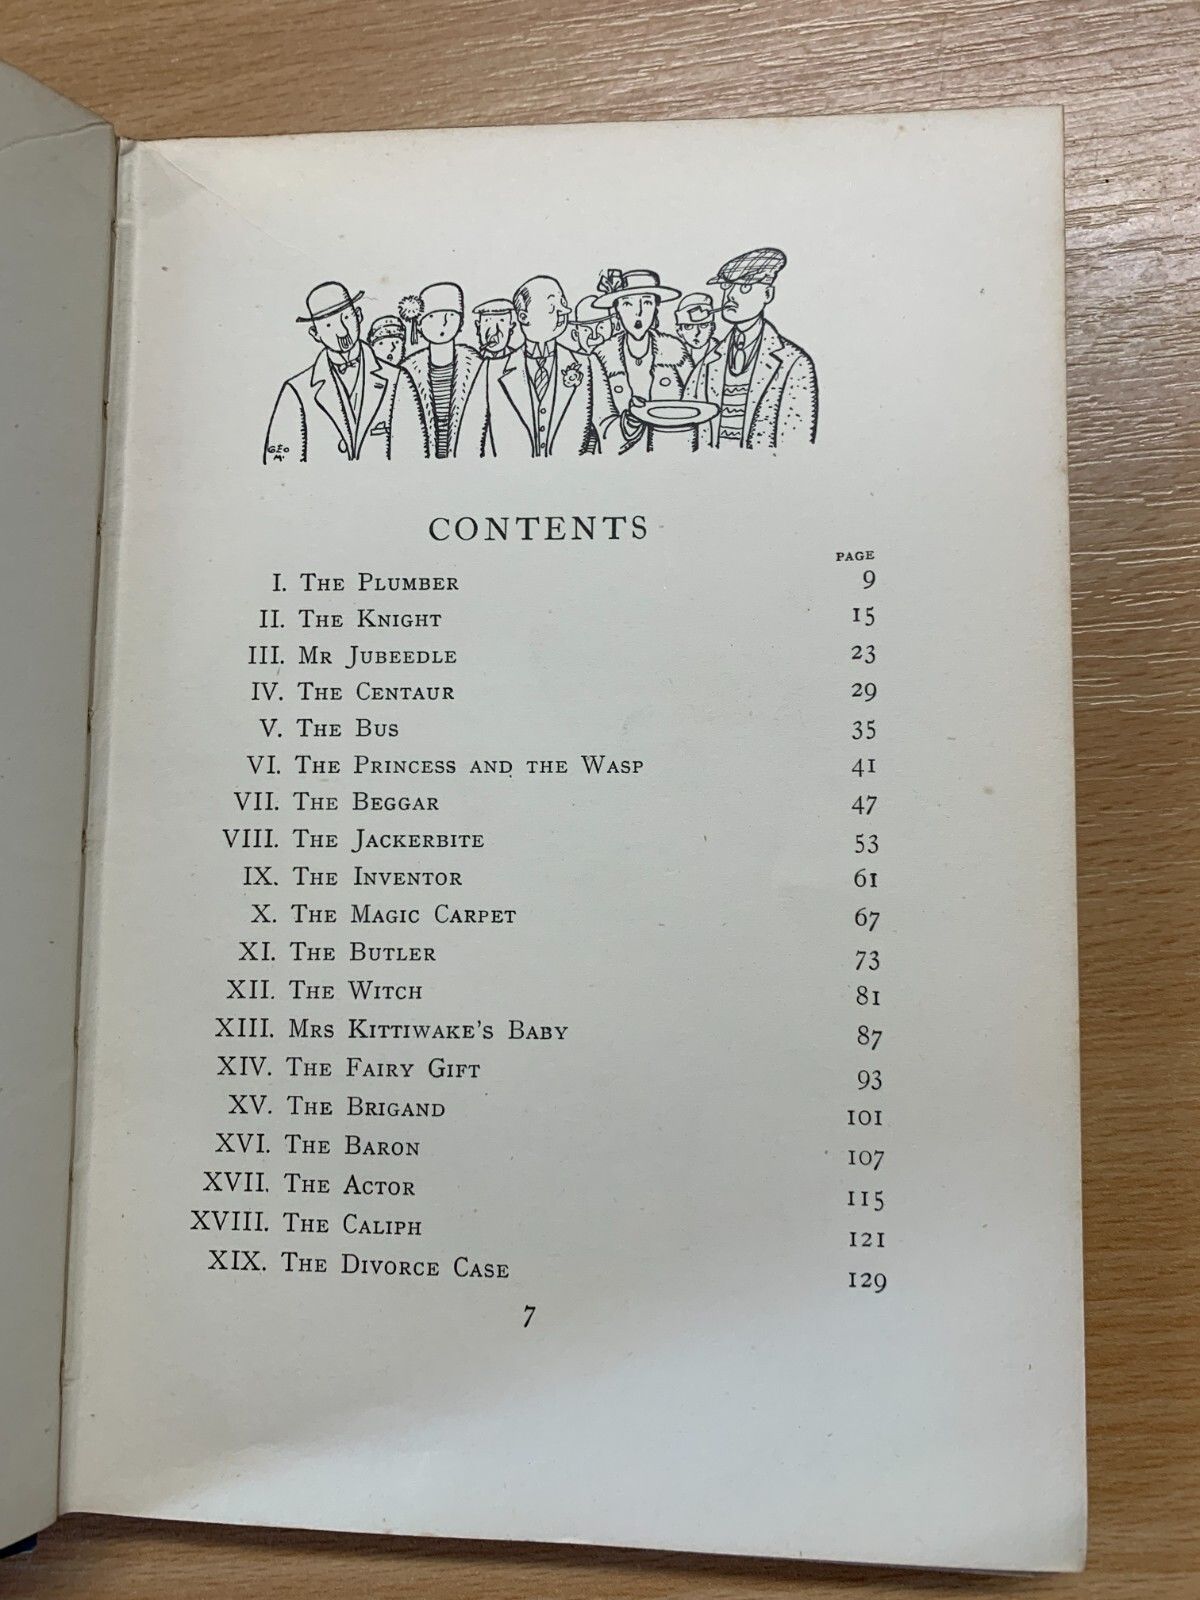 GEO
M.
CONTENTS
PAGE
I. The Plumber 9
II. The Knight 15
III. Mr Jubeedle 23
IV. The Centaur 29
V. The Bus 35
VI. The Princess and the Wasp 41
VII. The Beggar 47
VIII. The Jackerbite 53
IX. The Inventor 61
X. The Magic Carpet 67
XI. The Butler 73
XII. The Witch 81
XIII. Mrs Kittiwake's Baby 87
XIV. The Fairy Gift 93
XV. The Brigand 101
XVI. The Baron 107
XVII. The Actor 115
XVIII. The Caliph 121
XIX. The Divorce Case 129
7